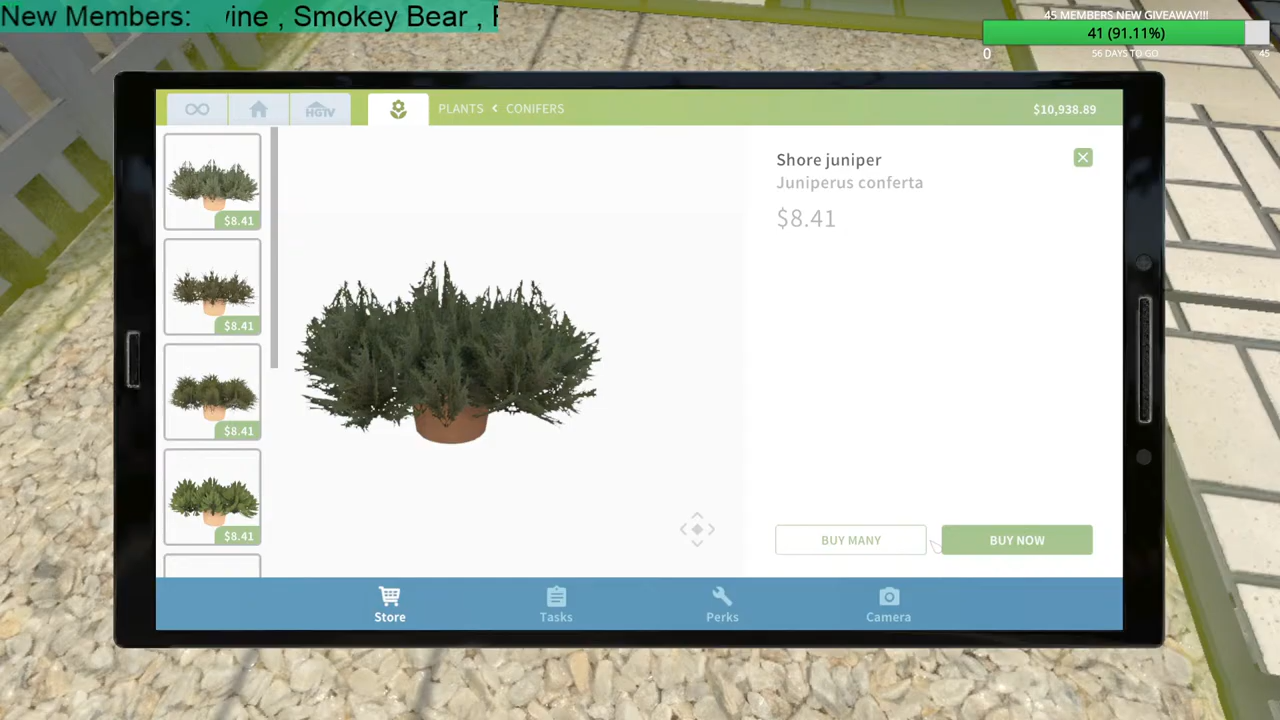 New Members: vine , Smokey Bear ,
45 MEMBERS NEW GIVEAWAY!!!
41 (91.11%)
0
56 DAYS TO GO
45
HGTV
PLANTS < CONIFERS
$10,938.89
Shore juniper
Juniperus conferta
$8.41
$8.41
$8.41
$8.41
$8.41
BUY MANY
BUY NOW
Store
Tasks
Perks
Camera